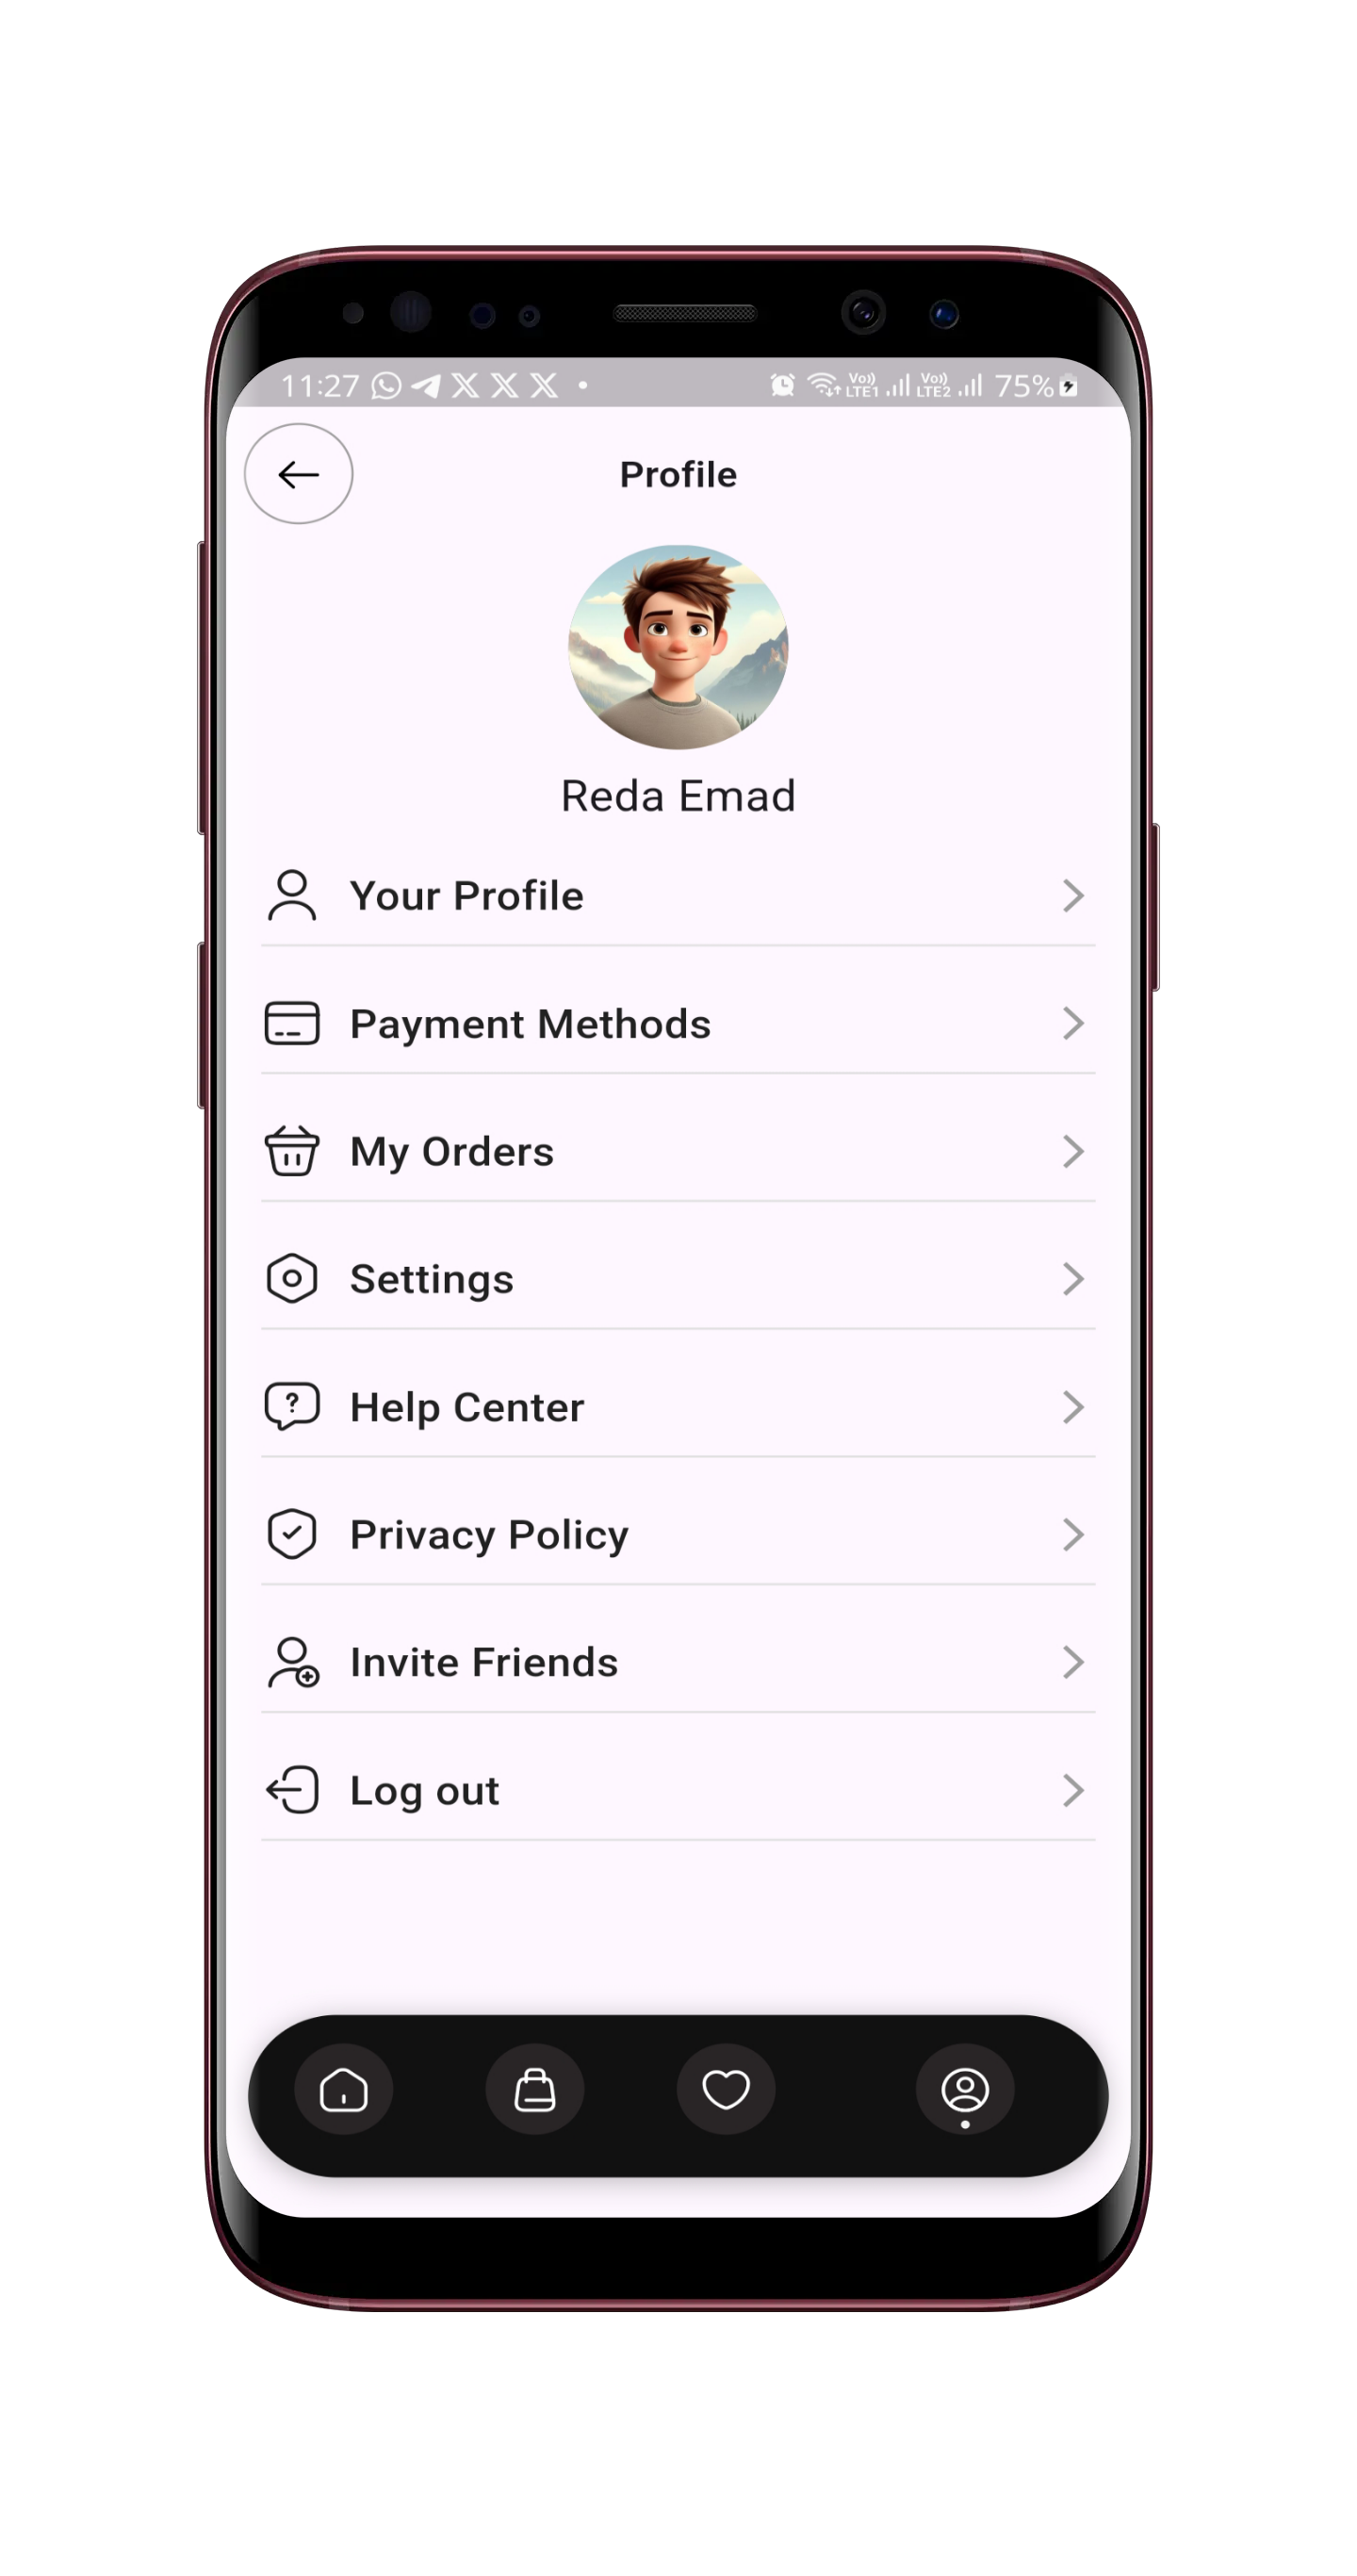 11:27 Vo)) LTE1 Vo)) LTE2 75%
Profile
Reda Emad
Your Profile
Payment Methods
My Orders
Settings
? Help Center
Privacy Policy
Invite Friends
Log out